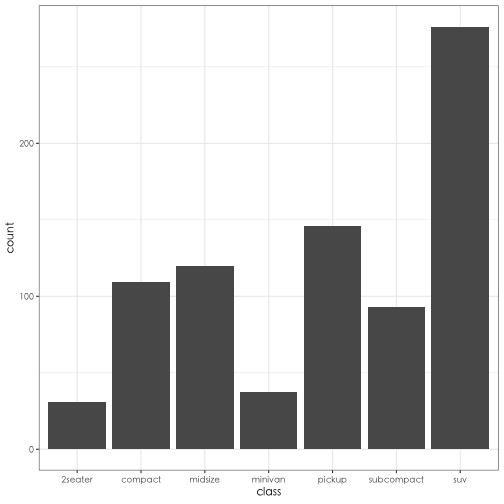 count
200
100
0
2seater compact midsize minivan pickup subcompact suv
class